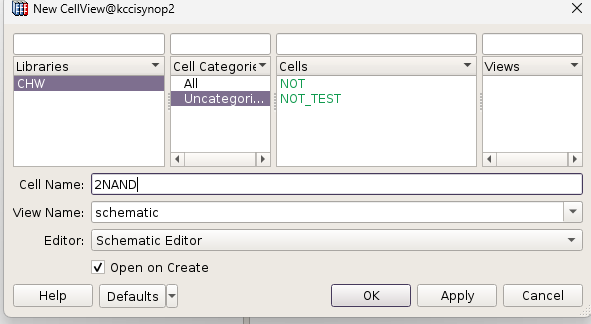 New CellView@kccisynop2
Libraries Cell Categorie Cells Views
CHW All NOT
Uncategori... NOT_TEST
Cell Name: 2NAND
View Name: schematic
Editor: Schematic Editor
Open on Create
Help Defaults OK Apply Cancel